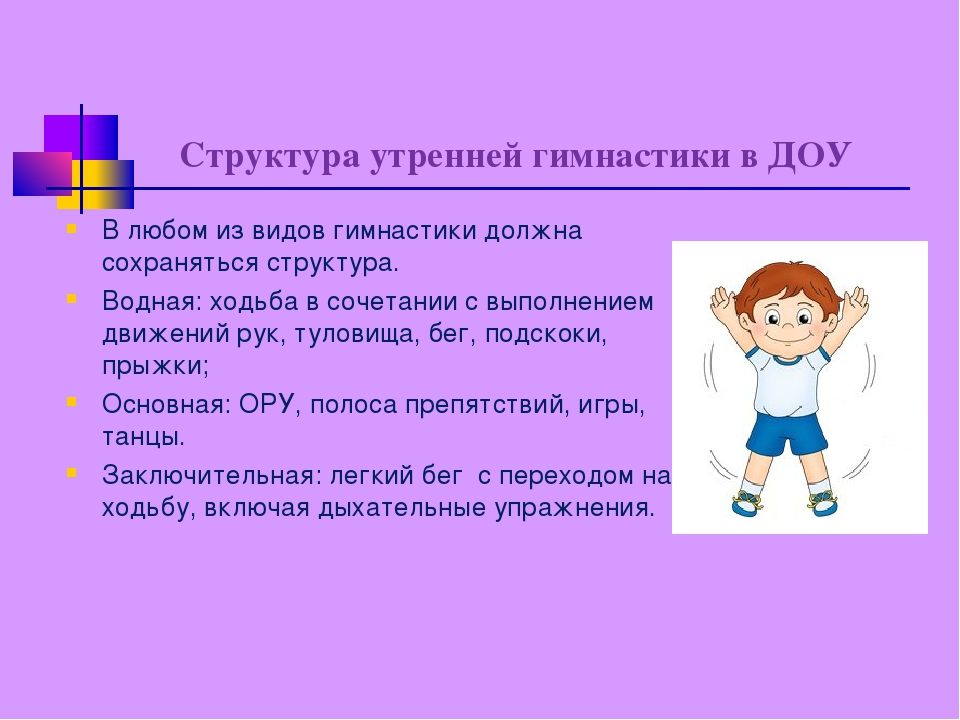 Структура утренней гимнастики в ДОУ
В любом из видов гимнастики должна
сохраняться структура.
Водная: ходьба в сочетании с выполнением
движений рук, туловища, бег, подскоки,
прыжки;
Основная: ОРУ, полоса препятствий, игры,
танцы.
Заключительная: легкий бег с переходом на
ходьбу, включая дыхательные упражнения.